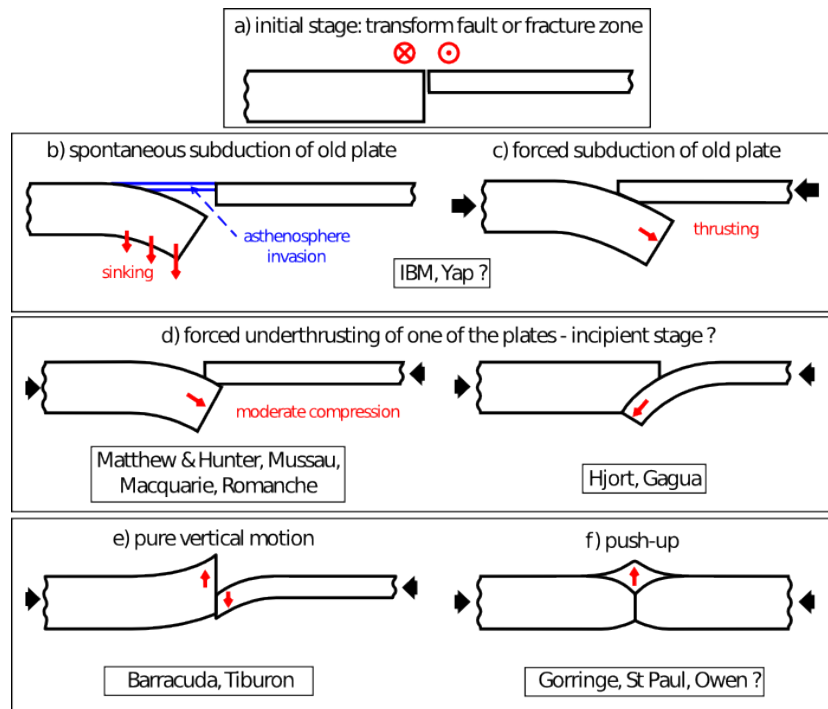 a) initial stage: transform fault or fracture zone
b) spontaneous subduction of old plate
c) forced subduction of old plate
asthenosphere
invasion
sinking
thrusting
IBM, Yap ?
d) forced underthrusting of one of the plates - incipient stage ?
moderate compression
Matthew & Hunter, Mussau,
Macquarie, Romanche
Hjort, Gagua
e) pure vertical motion
f) push-up
Barracuda, Tiburon
Gorringe, St Paul, Owen ?